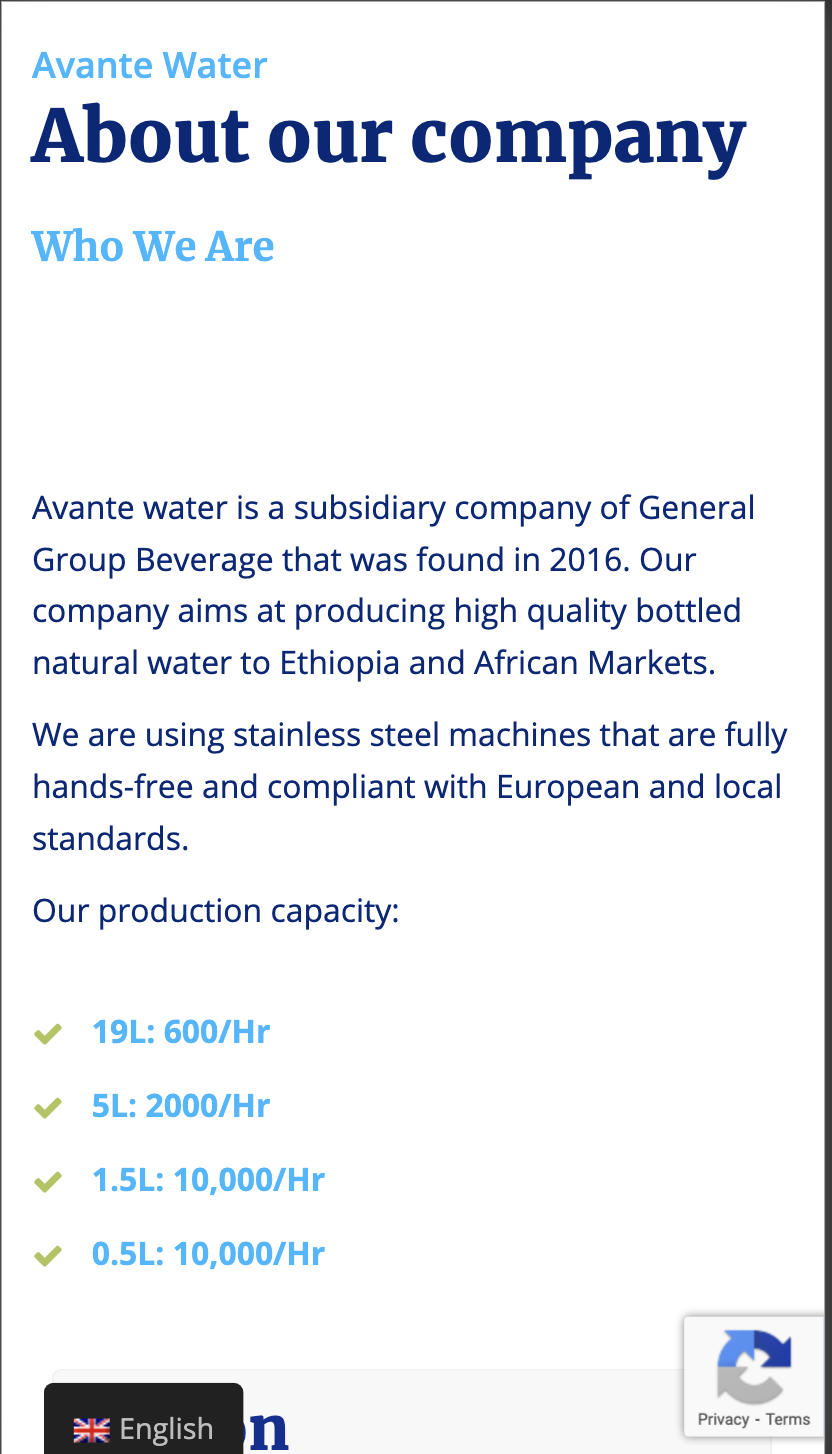 Avante Water
About our company
Who We Are
Avante water is a subsidiary company of General
Group Beverage that was found in 2016. Our
company aims at producing high quality bottled
natural water to Ethiopia and African Markets.
We are using stainless steel machines that are fully
hands-free and compliant with European and local
standards.
Our production capacity:
19L: 600/Hr
5L: 2000/Hr
1.5L: 10,000/Hr
0.5L: 10,000/Hr
Privacy - Terms
English